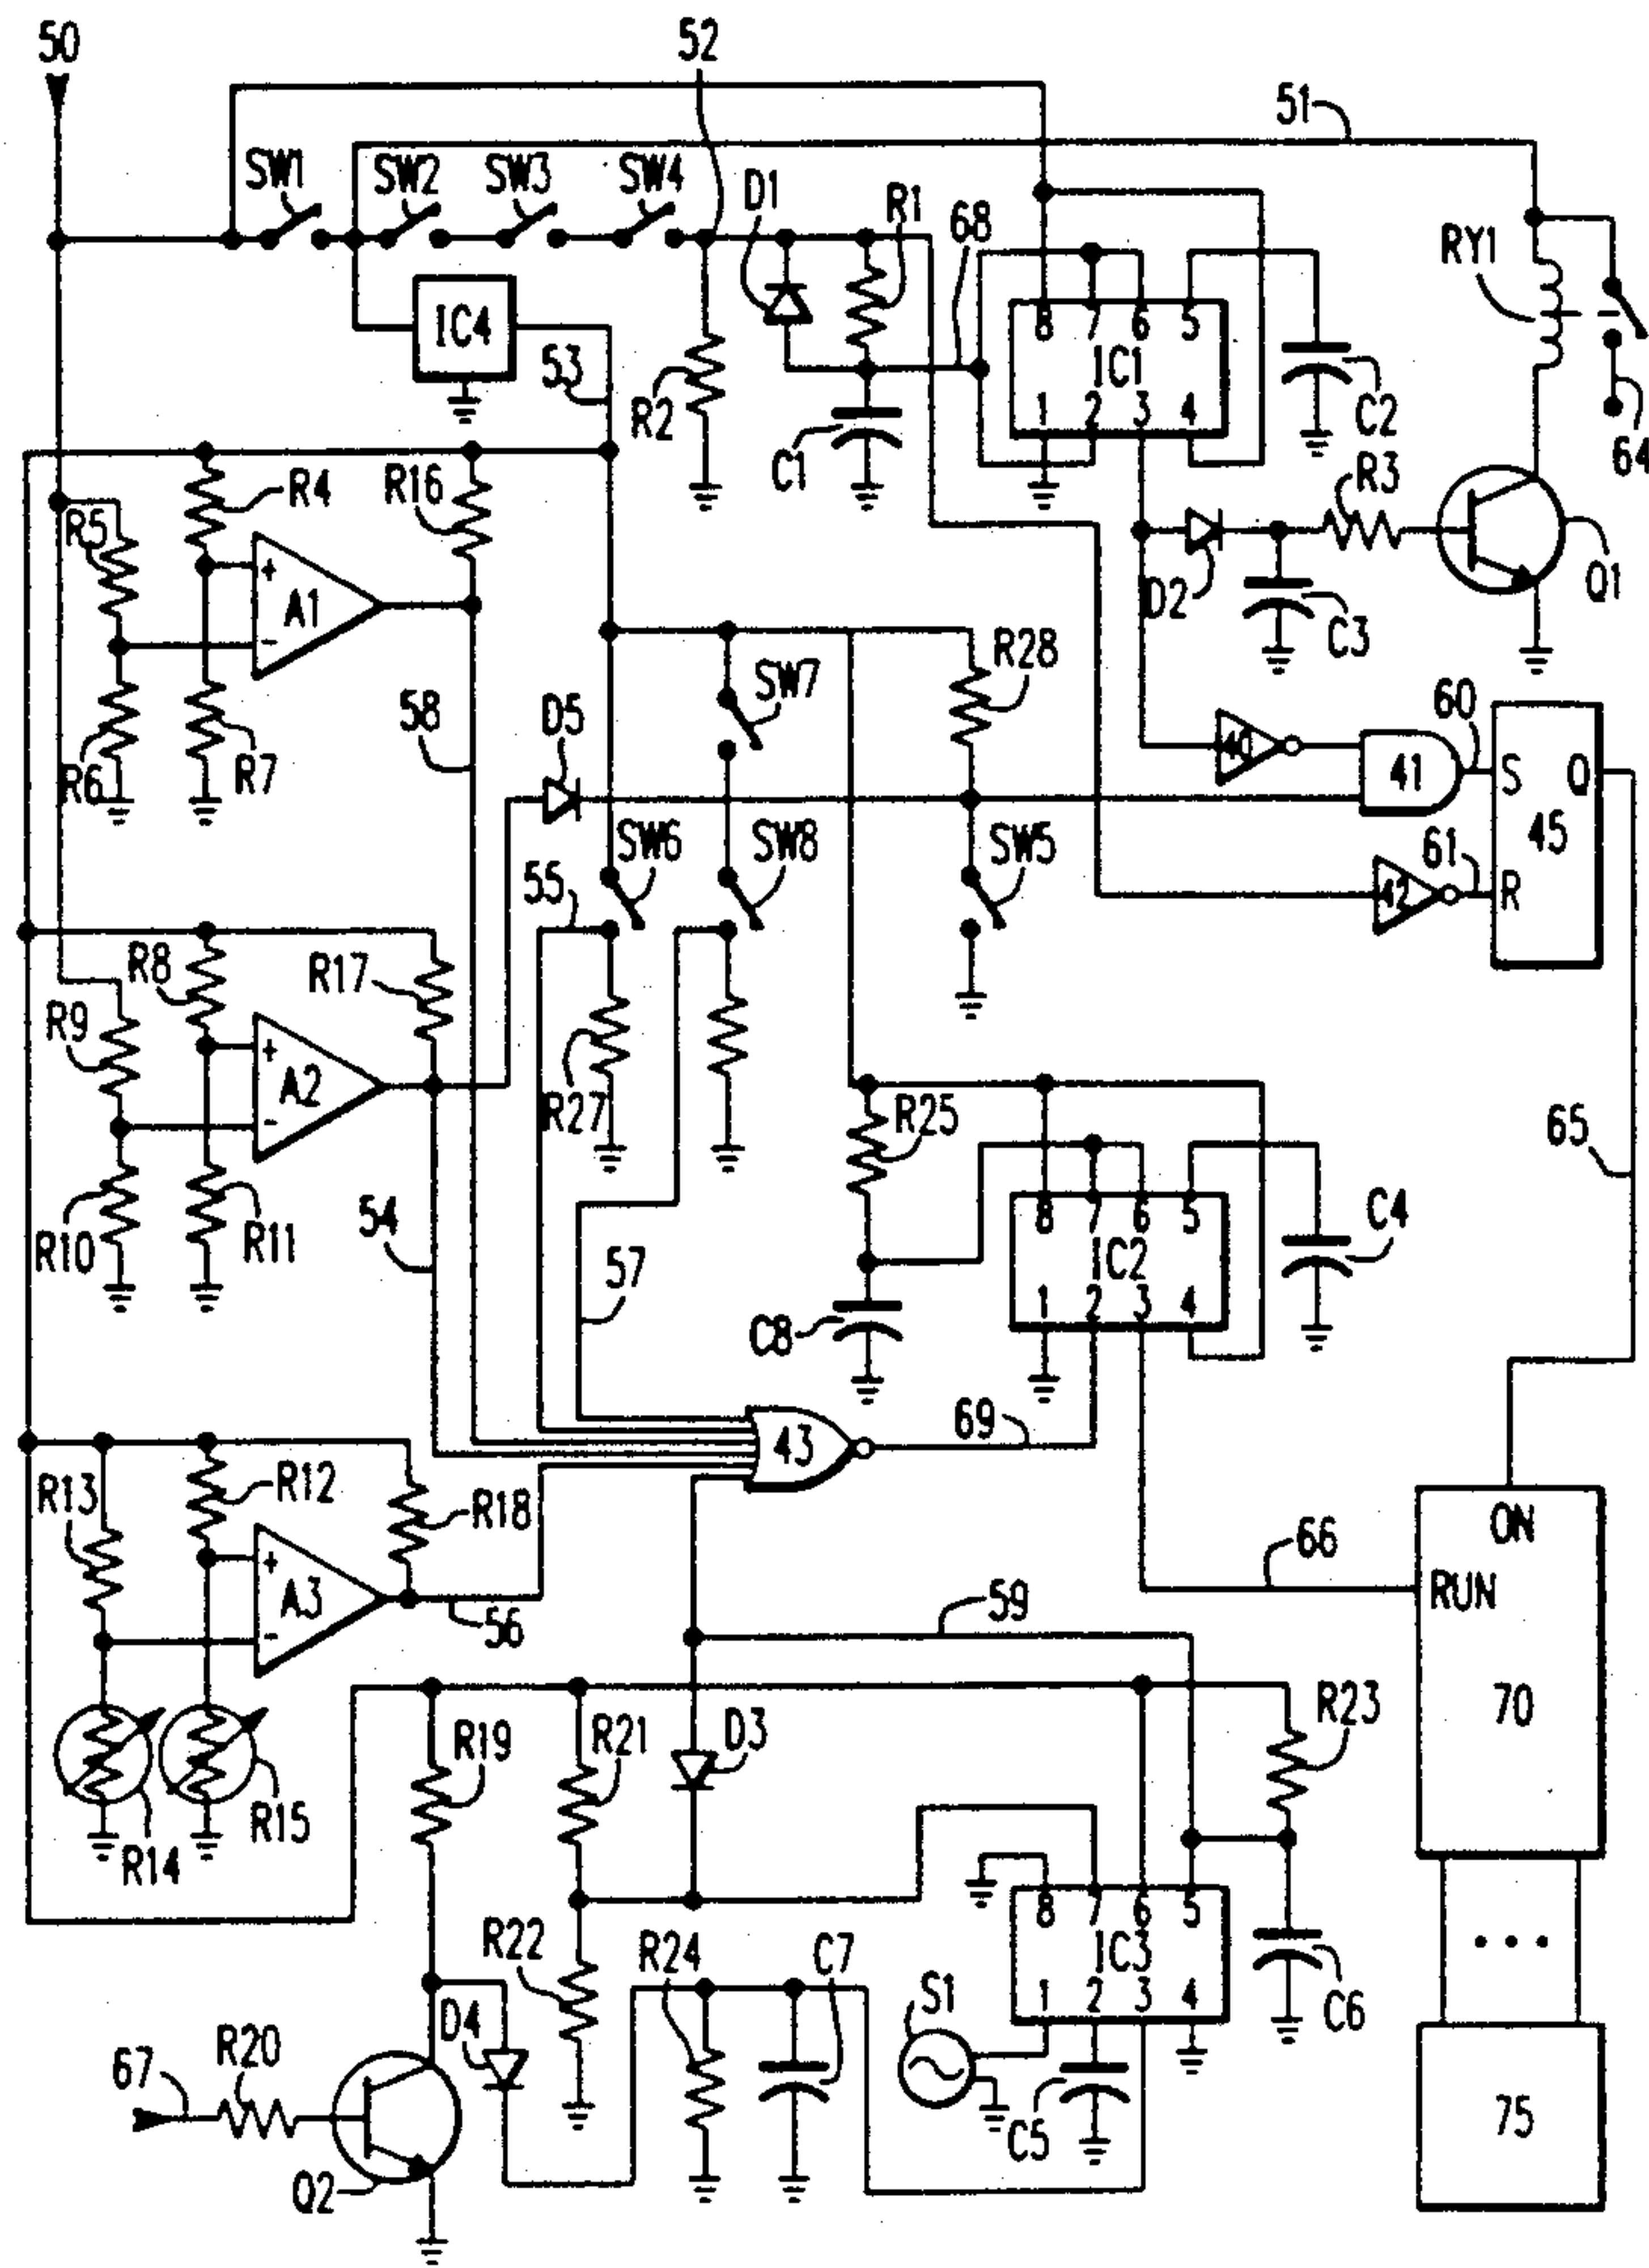 50
52
51
SW1
SW2
SW3
SW4
D1
R1
68
RY1
8 7 6 5
IC1
1 2 3 4
IC4
53
R2
C1
C2
64
R3
R4
R16
R5
A1
+
-
D2
C3
Q1
R28
SW7
60
58
D5
R6
R7
40
41
S Q
45
R
SW6
SW8
SW5
61
42
55
R8
R17
R9
+
A2
-
R27
R25
65
R10
R11
54
57
8 7 6 5
IC2
1 2 3 4
C4
C8
69
43
R13
R12
R18
+
A3
-
56
66
ON
RUN
59
70
R19
R21
D3
R23
R14
R15
R22
R24
C7
8 7 6 5
IC3
1 2 3 4
S1
C6
D4
67
R20
C5
75
Q2